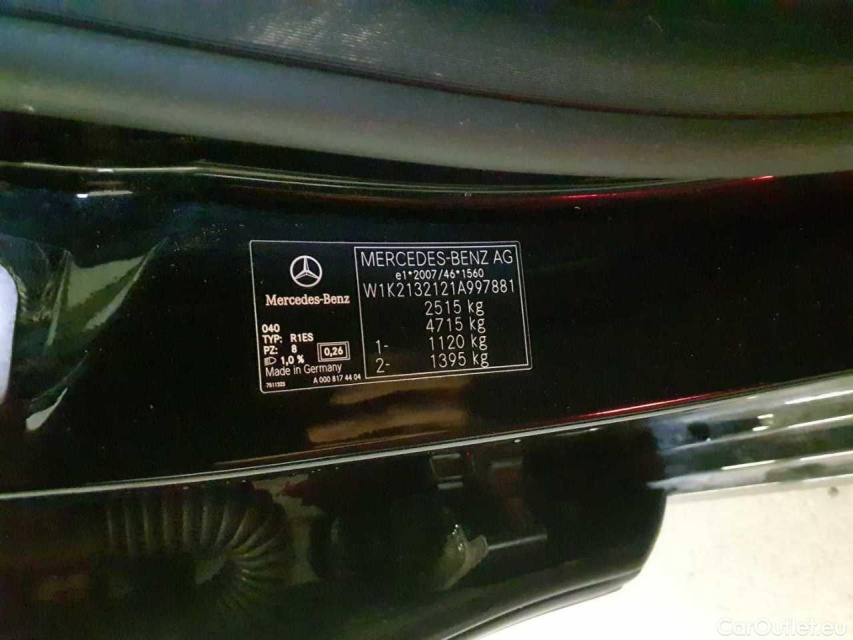 Mercedes-Benz
040
TYP: R1ES
PZ: 8
1,0 % 0,26
Made in Germany
7511323 A 000 817 44 04
MERCEDES-BENZ AG
e1*2007/46*1560
W1K2132121A997881
2515 kg
4715 kg
1- 1120 kg
2- 1395 kg
CarOutlet.eu